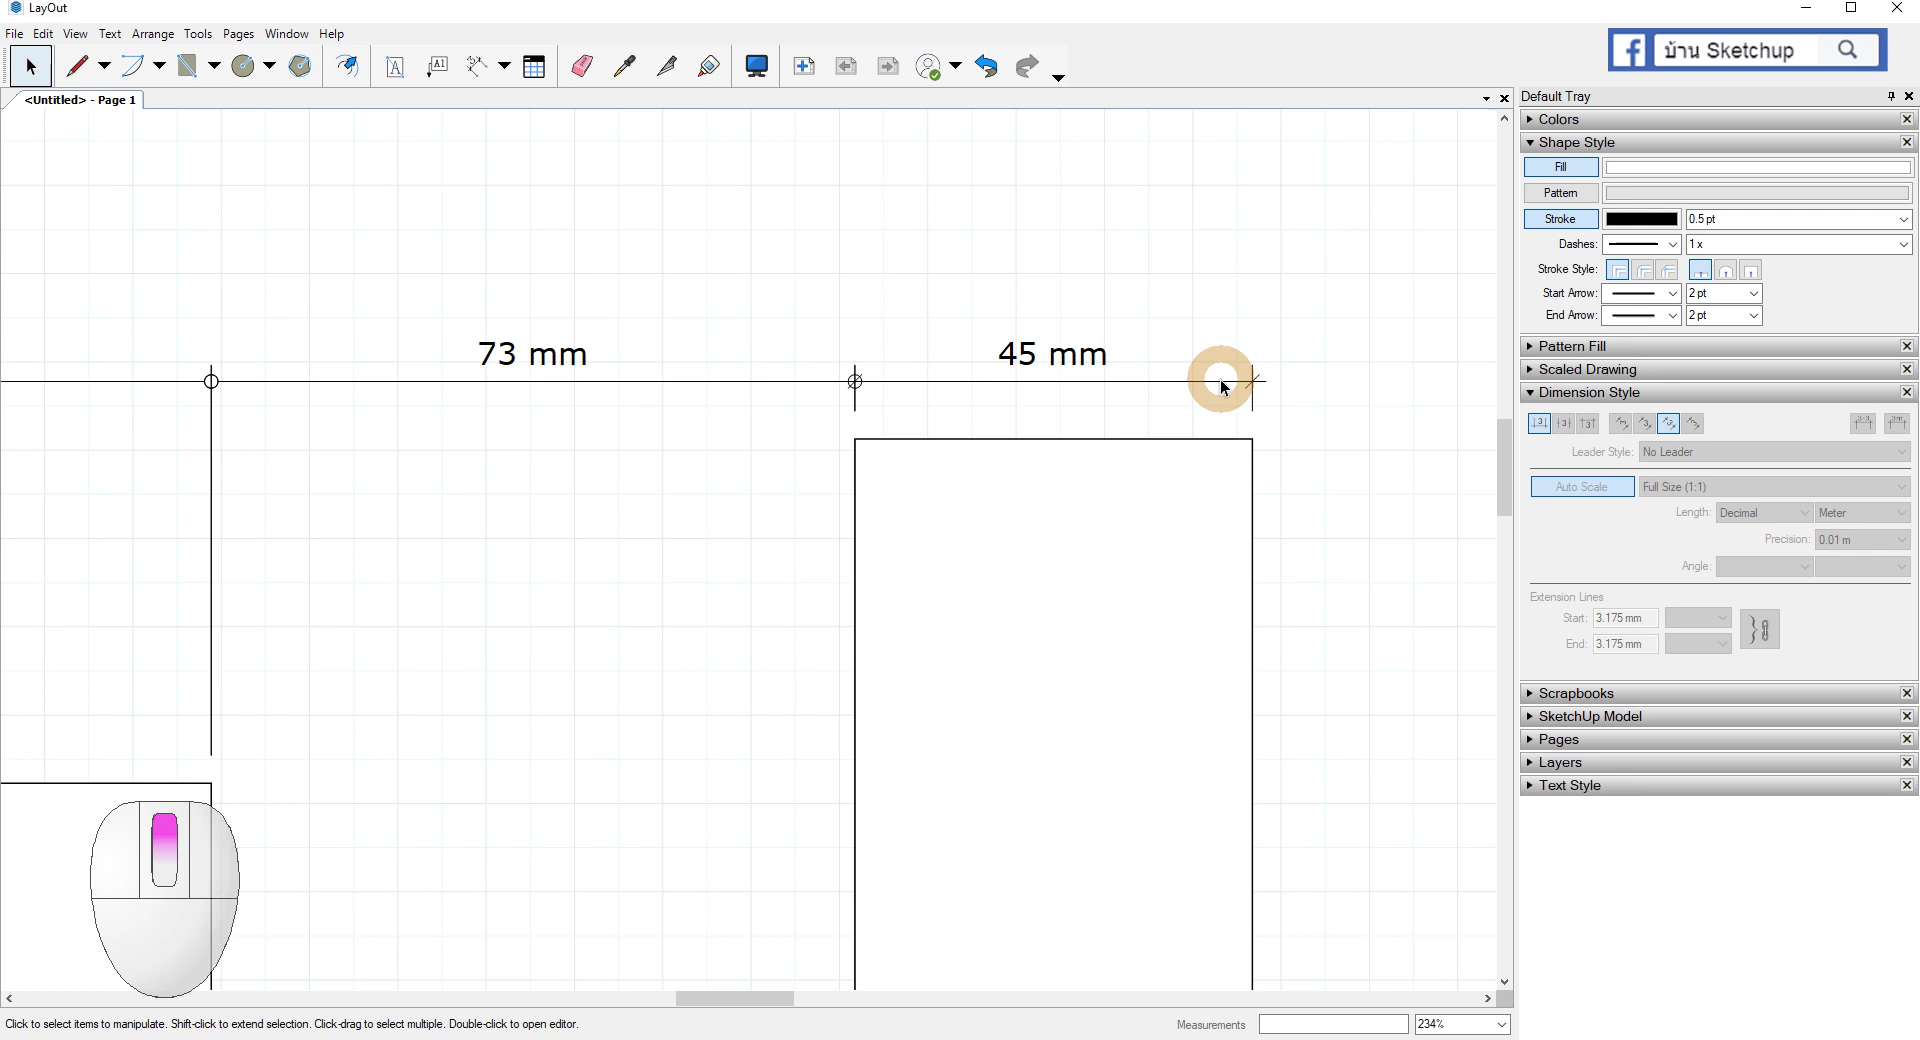 LayOut
File Edit View Text Arrange Tools Pages Window Help
บ้าน Sketchup
<Untitled> - Page 1
Default Tray
Colors
Shape Style
Fill
Pattern
Stroke 0.5 pt
Dashes: 1 x
Stroke Style:
Start Arrow: 2 pt
End Arrow: 2 pt
73 mm
45 mm
Pattern Fill
Scaled Drawing
Dimension Style
Leader Style: No Leader
Auto Scale Full Size (1:1)
Length: Decimal Meter
Precision: 0.01 m
Angle:
Extension Lines
Start: 3.175 mm
End: 3.175 mm
Scrapbooks
SketchUp Model
Pages
Layers
Text Style
Click to select items to manipulate. Shift-click to extend selection. Click-drag to select multiple. Double-click to open editor.
Measurements
234%